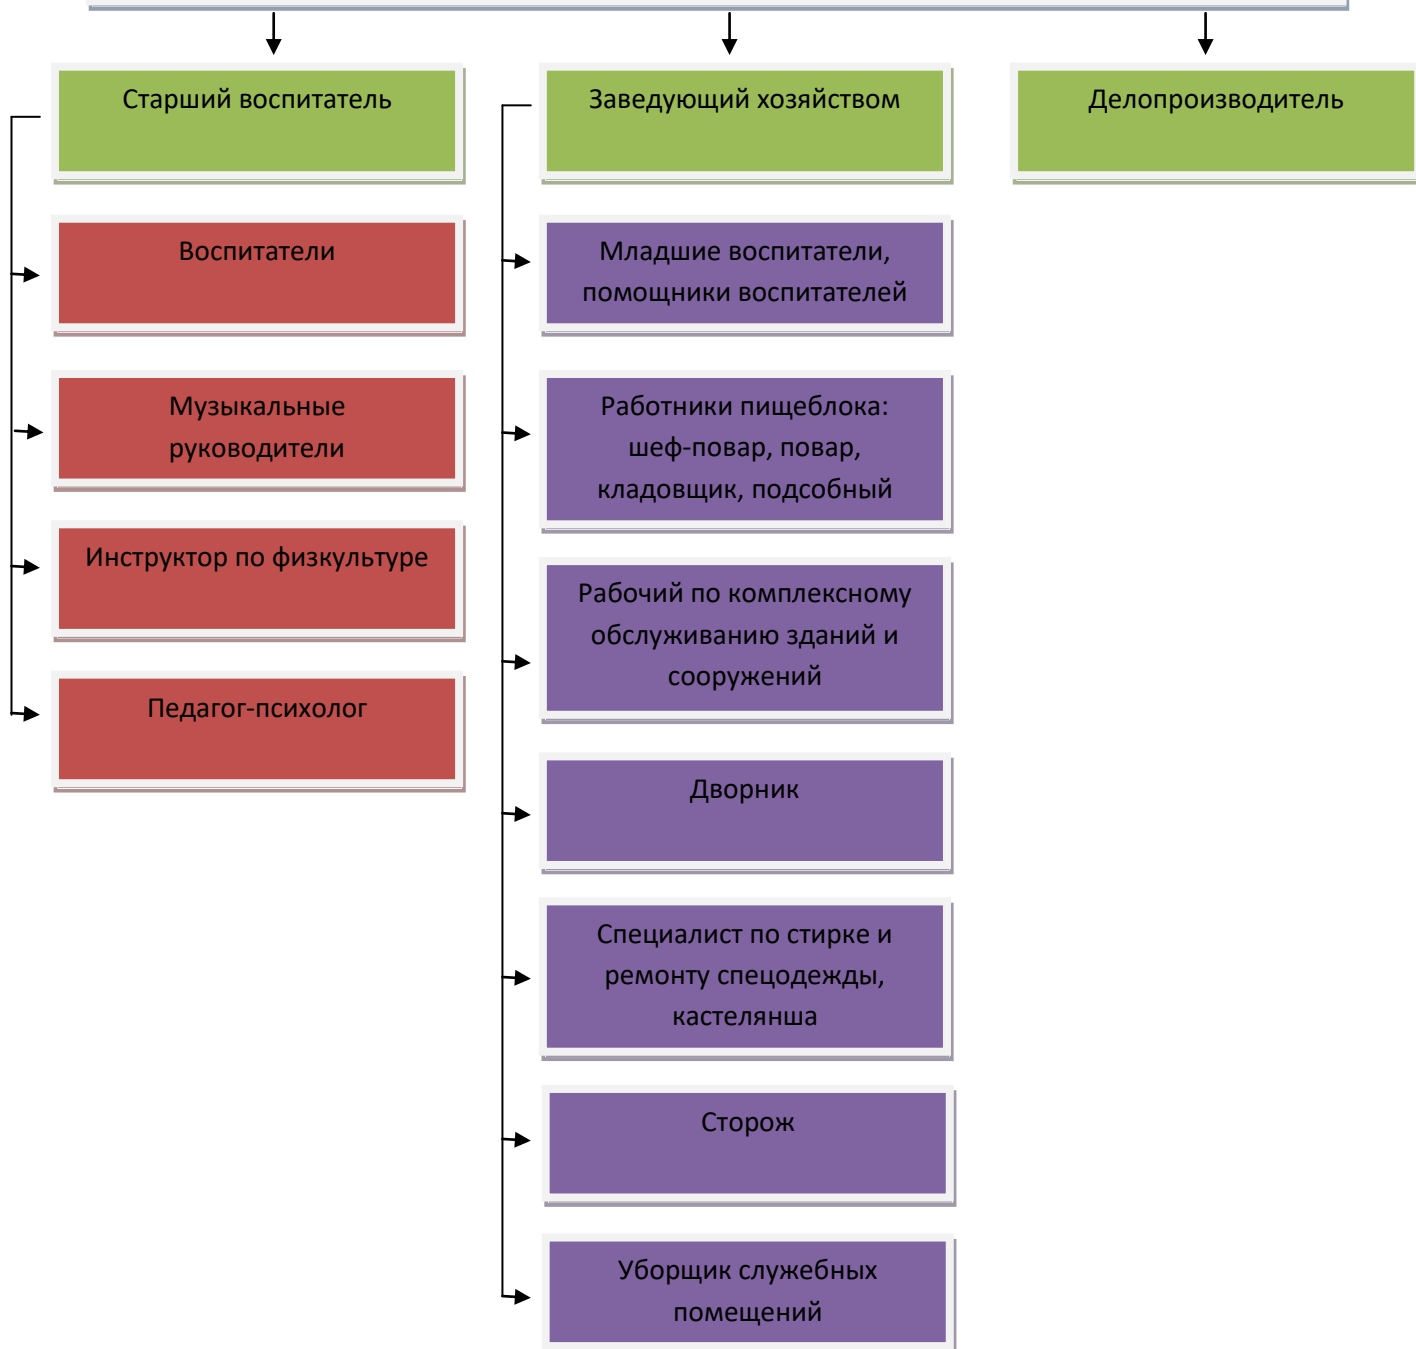 Старший воспитатель
Заведующий хозяйством
Делопроизводитель
Воспитатели
Музыкальные
руководители
Инструктор по физкультуре
Педагог-психолог
Младшие воспитатели,
помощники воспитателей
Работники пищеблока:
шеф-повар, повар,
кладовщик, подсобный
Рабочий по комплексному
обслуживанию зданий и
сооружений
Дворник
Специалист по стирке и
ремонту спецодежды,
кастелянша
Сторож
Уборщик служебных
помещений